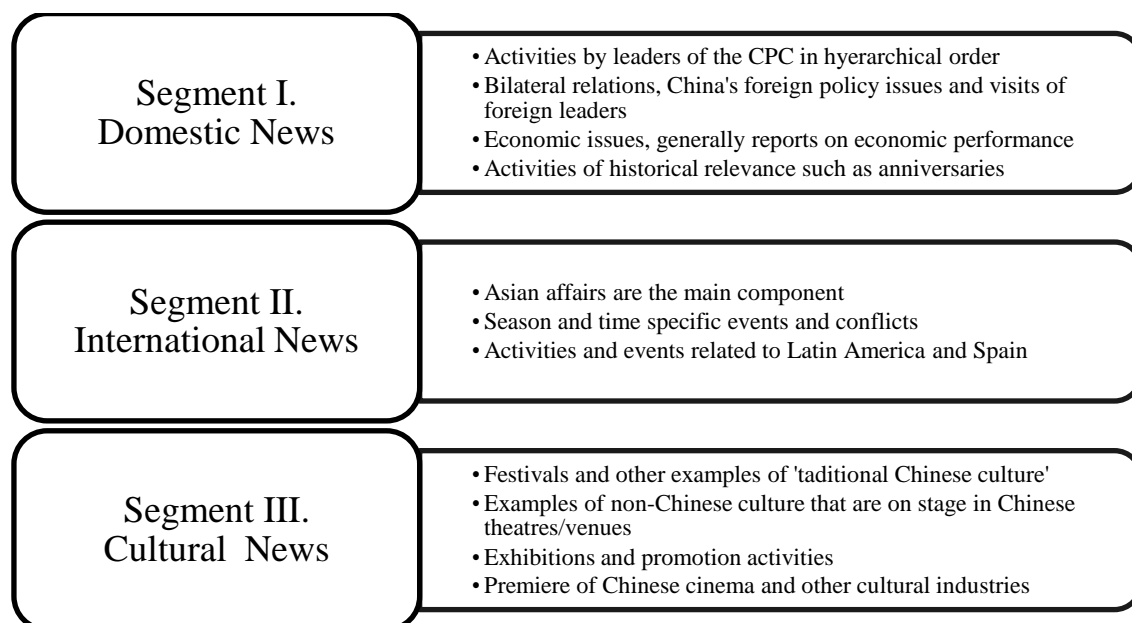 Segment I.
Domestic News
• Activities by leaders of the CPC in hyerarchical order
• Bilateral relations, China's foreign policy issues and visits of
foreign leaders
• Economic issues, generally reports on economic performance
• Activities of historical relevance such as anniversaries
Segment II.
International News
• Asian affairs are the main component
• Season and time specific events and conflicts
• Activities and events related to Latin America and Spain
Segment III.
Cultural News
• Festivals and other examples of 'taditional Chinese culture'
• Examples of non-Chinese culture that are on stage in Chinese
theatres/venues
• Exhibitions and promotion activities
• Premiere of Chinese cinema and other cultural industries